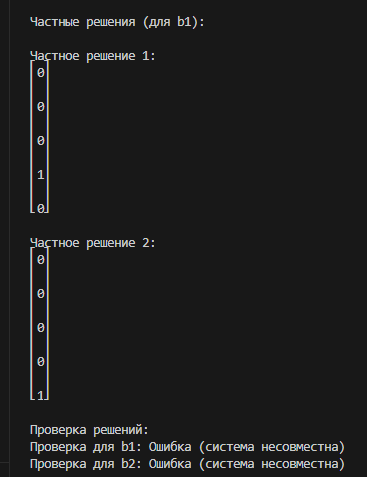 Частные решения (для b1):
Частное решение 1:
⎡0⎤
⎢0⎥
⎢0⎥
⎢1⎥
⎣0⎦
Частное решение 2:
⎡0⎤
⎢0⎥
⎢0⎥
⎢0⎥
⎣1⎦
Проверка решений:
Проверка для b1: Ошибка (система несовместна)
Проверка для b2: Ошибка (система несовместна)